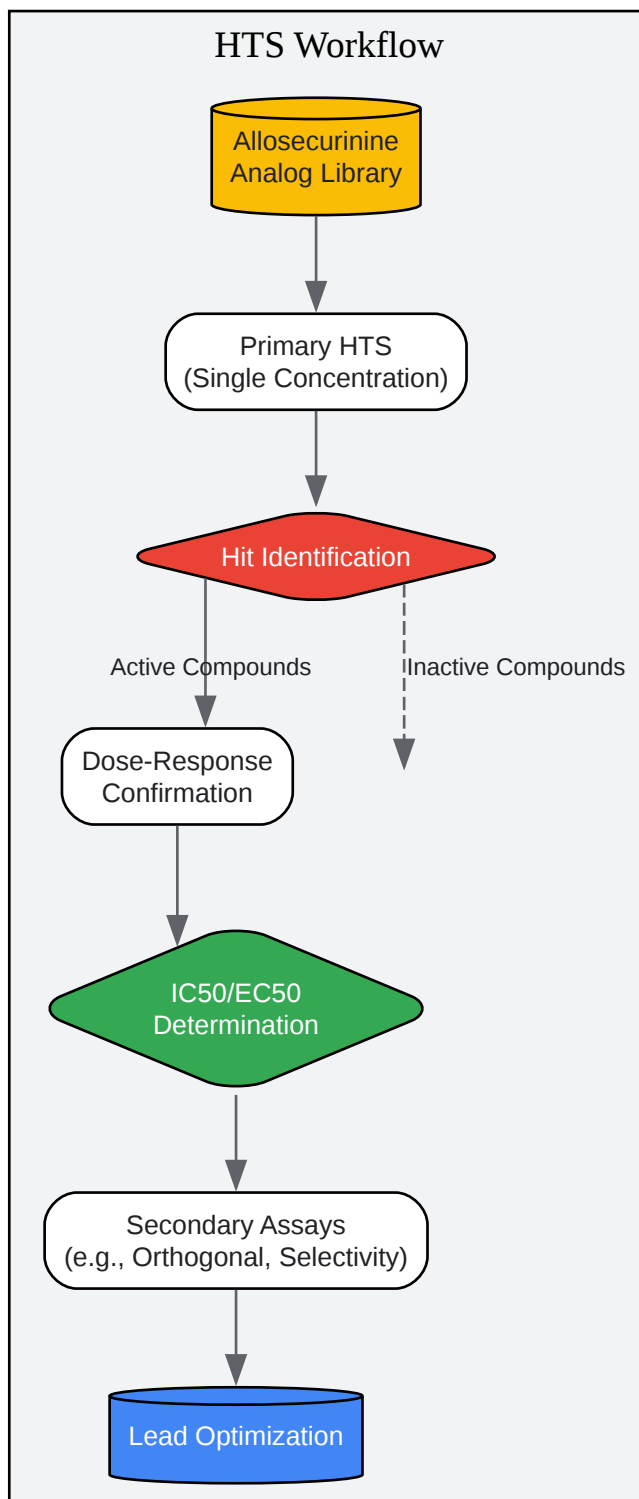 HTS Workflow
Allosecurinine
Analog Library
Primary HTS
(Single Concentration)
Hit Identification
Active Compounds
Inactive Compounds
Dose-Response
Confirmation
IC50/EC50
Determination
Secondary Assays
(e.g., Orthogonal, Selectivity)
Lead Optimization